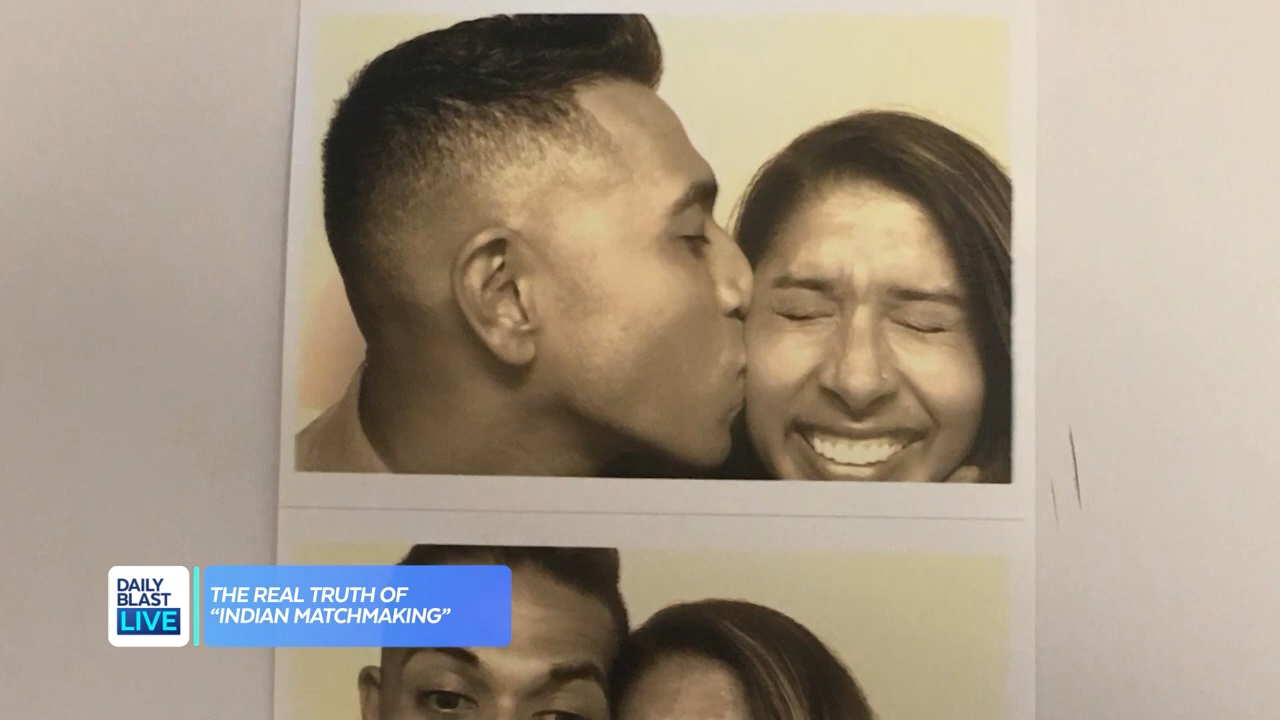 DAILY
BLAST
LIVE
THE REAL TRUTH OF
“INDIAN MATCHMAKING”